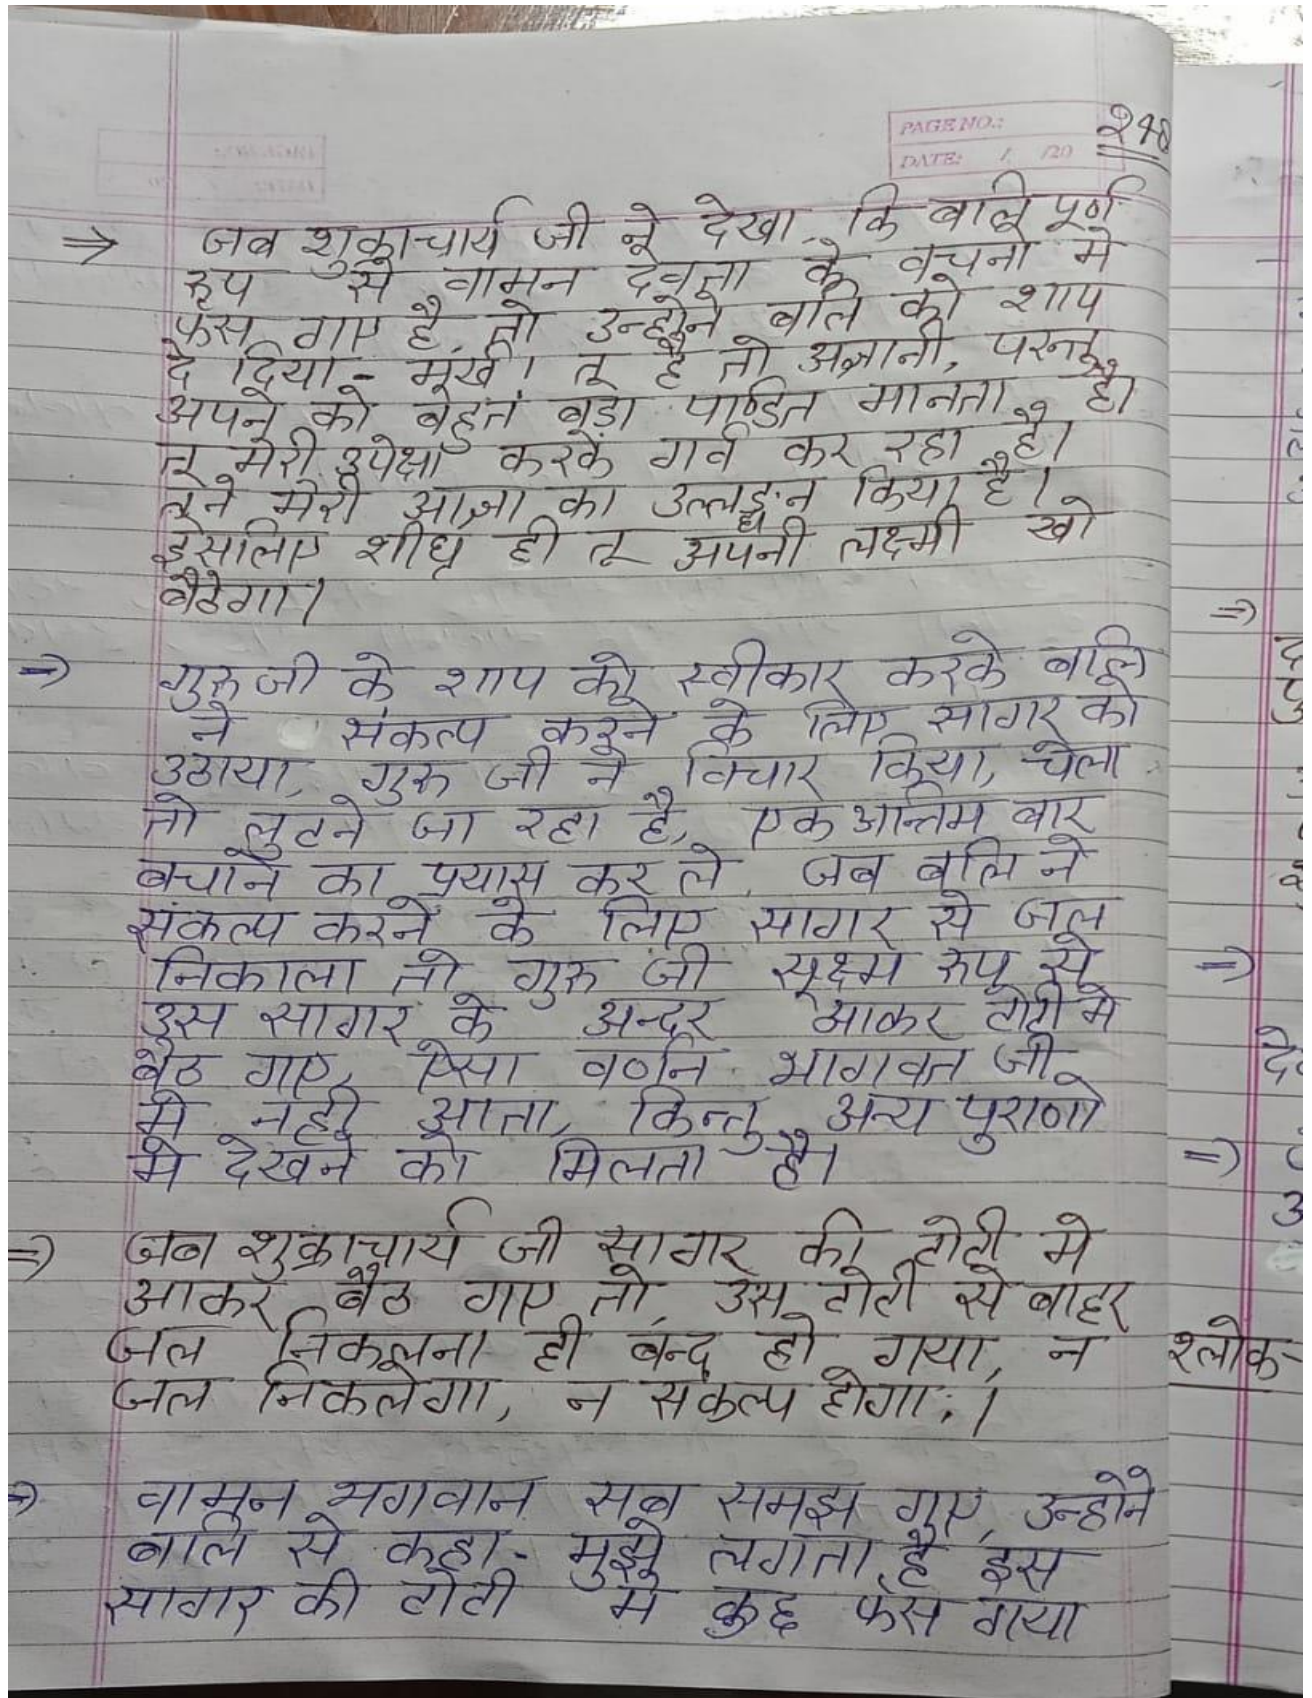 PAGE NO.:
DATE: / /20
248
⇒ जब शुक्राचार्य जी ने देखा कि बलि पूर्ण
रुप से वामन देवता के वचनो मे
फंस गए है, तो उन्होने बलि को शाप
दे दिया- मूर्ख! तू है तो अज्ञानी, परन्तु
अपने को बहुत बड़ा पण्डित मानता है।
तू मेरी उपेक्षा करके गर्व कर रहा है।
तूने मेरी आज्ञा का उल्लङ्घन किया है।
इसलिए शीघ्र ही तू अपनी लक्ष्मी खो
बैठेगा।
⇒ गुरु जी के शाप को स्वीकार करके बलि
ने संकल्प करने के लिए सागर को
उठाया, गुरु जी ने विचार किया, चेला
तो लुटने जा रहा है, एक अन्तिम बार
बचाने का प्रयास कर ले, जब बलि ने
संकल्प करने के लिए सागर से जल
निकाला तो गुरु जी सूक्ष्म रुप से
उस सागर के अन्दर आकर टोटी मे
बैठ गए, ऐसा वर्णन भागवत जी
मे नही आता, किन्तु अन्य पुराणो
मे देखने को मिलता है।
⇒ जब शुक्राचार्य जी सागर की टोटी मे
आकर बैठ गए तो उस टोटी से बाहर
जल निकलना ही बन्द हो गया, न
जल निकलेगा, न संकल्प होगा।
⇒ वामन भगवान सब समझ गए, उन्होने
बलि से कहा- मुझे लगता है इस
सागर की टोटी मे कुछ फंस गया
⇒
⇒
⇒
श्लोक-